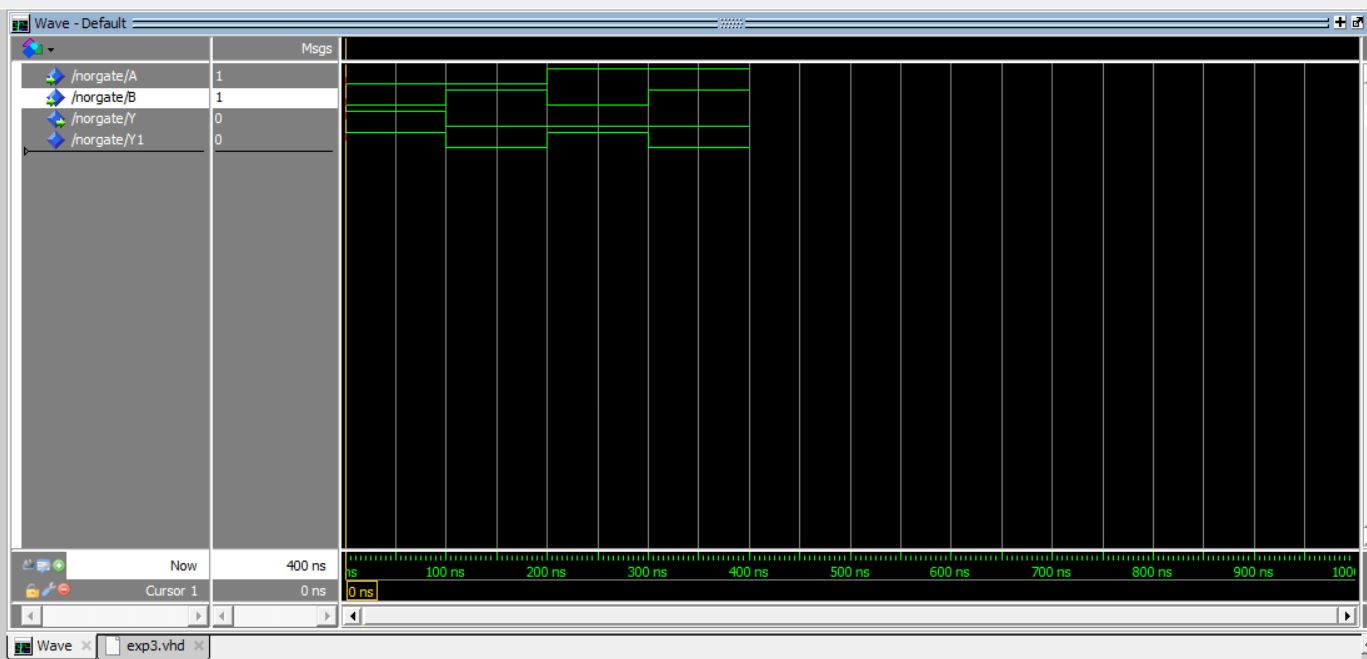 Wave - Default
Msgs
/norgate/A 1
/norgate/B 1
/norgate/Y 0
/norgate/Y1 0
Now 400 ns
ns 100 ns 200 ns 300 ns 400 ns 500 ns 600 ns 700 ns 800 ns 900 ns 100
Cursor 1 0 ns 0 ns
Wave exp3.vhd